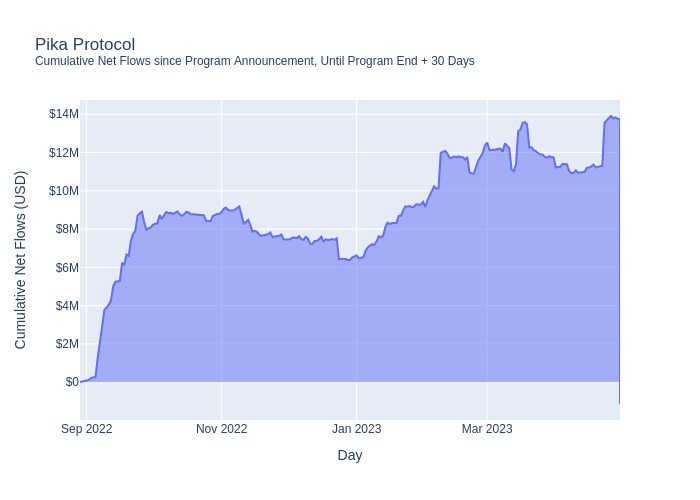 Pika Protocol
Cumulative Net Flows since Program Announcement, Until Program End + 30 Days
$14M
$12M
$10M
$8M
$6M
$4M
$2M
$0
Cumulative Net Flows (USD)
Sep 2022
Nov 2022
Jan 2023
Mar 2023
Day